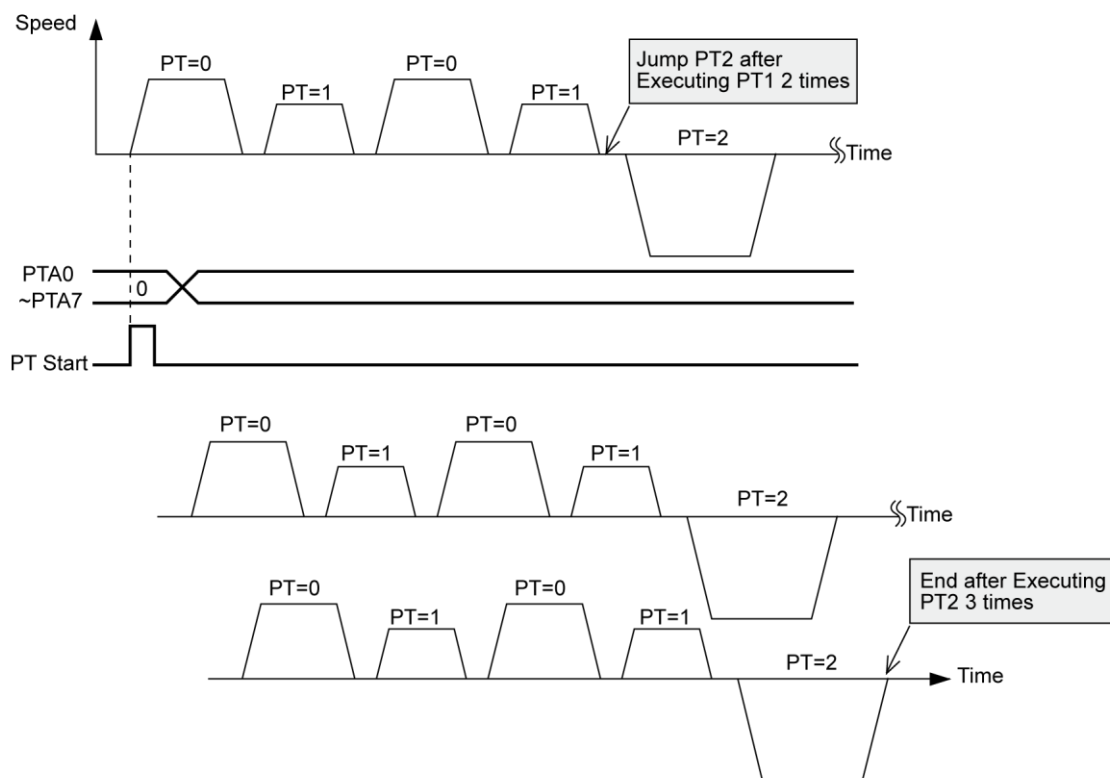 Speed
PT=0
PT=1
PT=0
PT=1
Jump PT2 after
Executing PT1 2 times
PT=2
Time
PTA0
~PTA7
0
PT Start
PT=0
PT=1
PT=0
PT=1
PT=2
Time
PT=0
PT=1
PT=0
PT=1
PT=2
End after Executing
PT2 3 times
Time